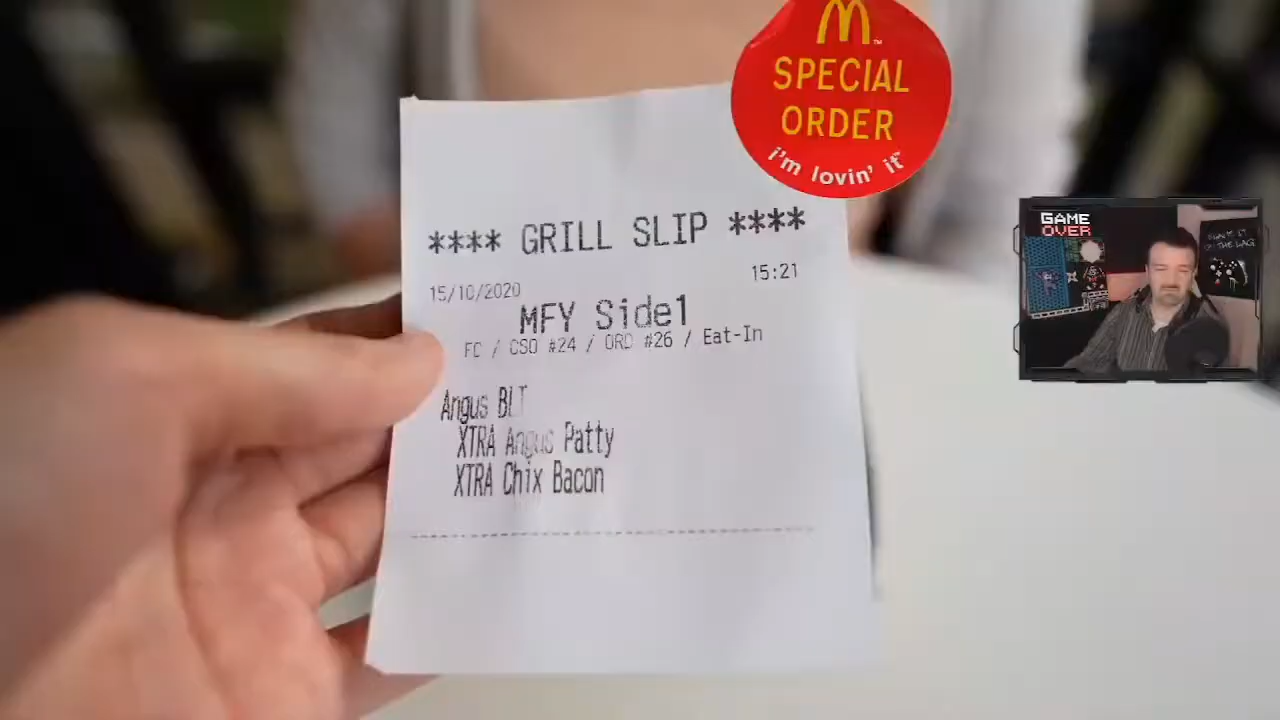 M
SPECIAL
ORDER
i'm lovin' it™
**** GRILL SLIP ****
15:21
15/10/2020
MFY Side1
FC / CSO #24 / ORD #26 / Eat-In
Angus BLT
XTRA Angus Patty
XTRA Chix Bacon
GAME
OVER